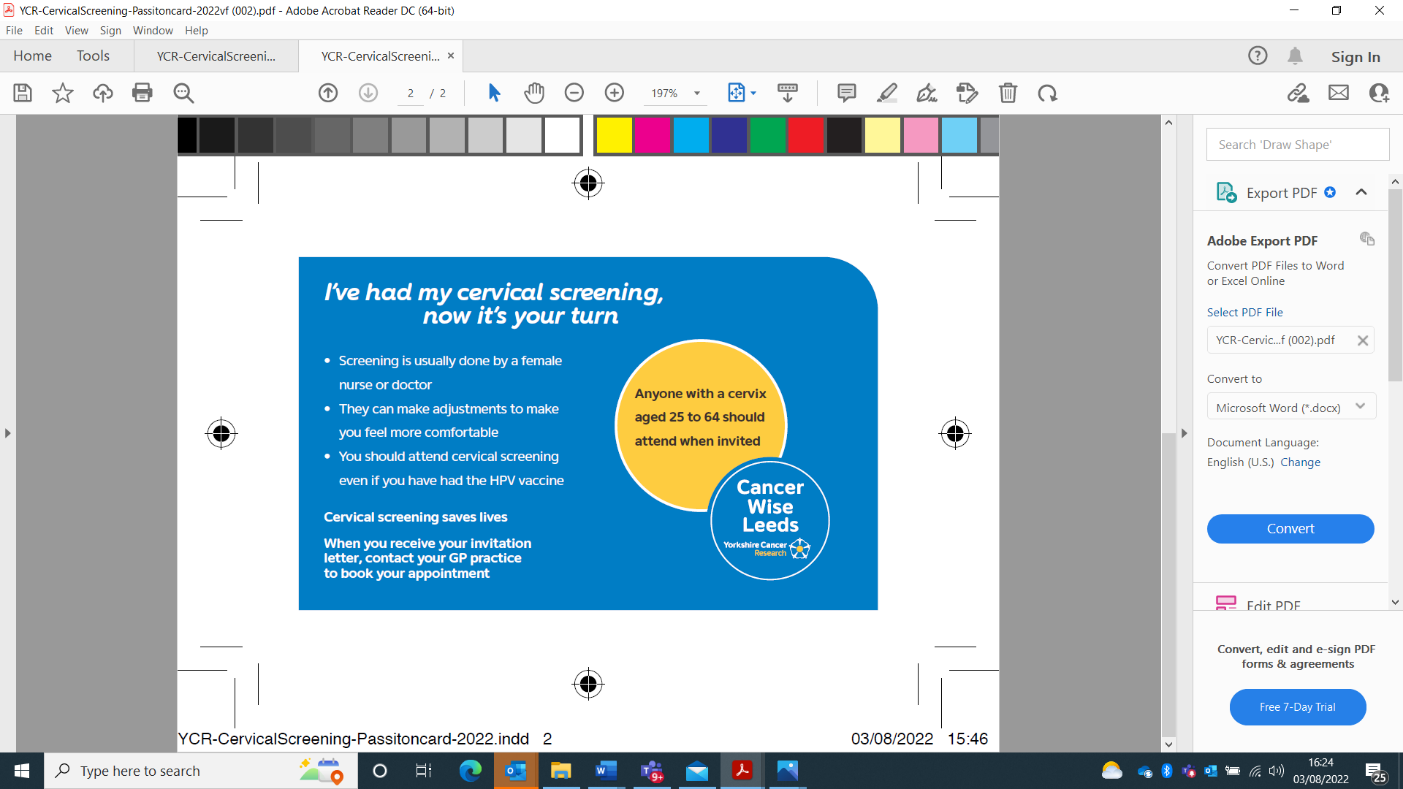 YCR-CervicalScreening-Passitoncard-2022vf (002).pdf - Adobe Acrobat Reader DC (64-bit)
File Edit View Sign Window Help
Home Tools YCR-CervicalScreeni... YCR-CervicalScreeni... ×
Sign In
2 / 2 197%
I've had my cervical screening,
now it's your turn
• Screening is usually done by a female
nurse or doctor
• They can make adjustments to make
you feel more comfortable
• You should attend cervical screening
even if you have had the HPV vaccine
Cervical screening saves lives
When you receive your invitation
letter, contact your GP practice
to book your appointment
Anyone with a cervix
aged 25 to 64 should
attend when invited
Cancer
Wise
Leeds
Yorkshire Cancer
Research
YCR-CervicalScreening-Passitoncard-2022.indd 2
03/08/2022 15:46
Search 'Draw Shape'
Export PDF
Adobe Export PDF
Convert PDF Files to Word
or Excel Online
Select PDF File
YCR-Cervic...f (002).pdf
Convert to
Microsoft Word (*.docx)
Document Language:
English (U.S.) Change
Convert
Edit PDF
Convert, edit and e-sign PDF
forms & agreements
Free 7-Day Trial
Type here to search
9+
16:24
03/08/2022
25